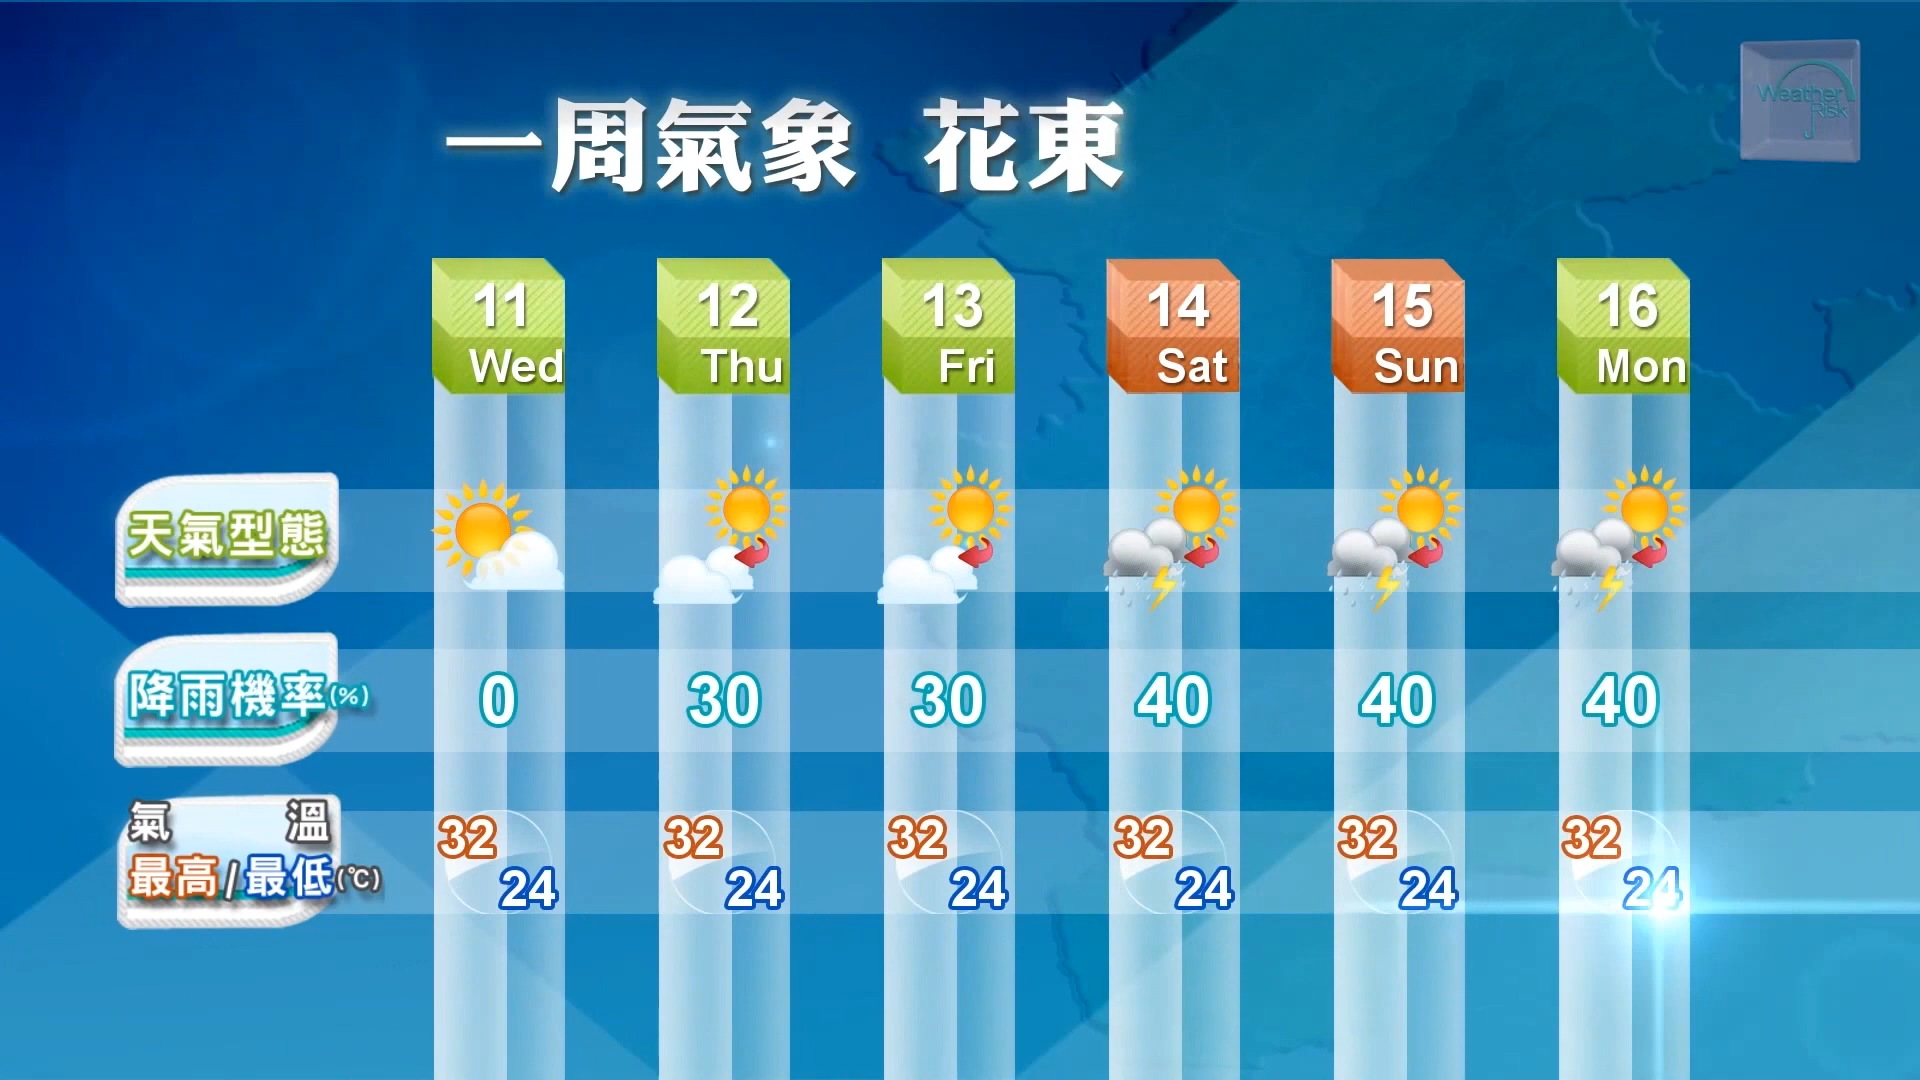 一周氣象 花東
Weather
Risk
11 12 13 14 15 16
Wed Thu Fri Sat Sun Mon
天氣型態
降雨機率(%) 0 30 30 40 40 40
氣 溫
最高/最低(℃)
32 32 32 32 32 32
24 24 24 24 24 24